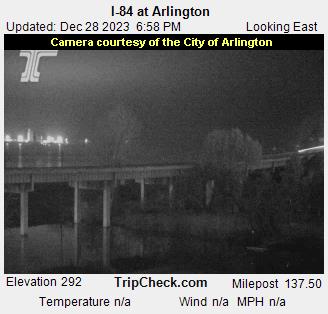 I-84 at Arlington
Updated: Dec 28 2023 6:58 PM Looking East
Camera courtesy of the City of Arlington
Elevation 292 TripCheck.com Milepost 137.50
Temperature n/a Wind n/a MPH n/a